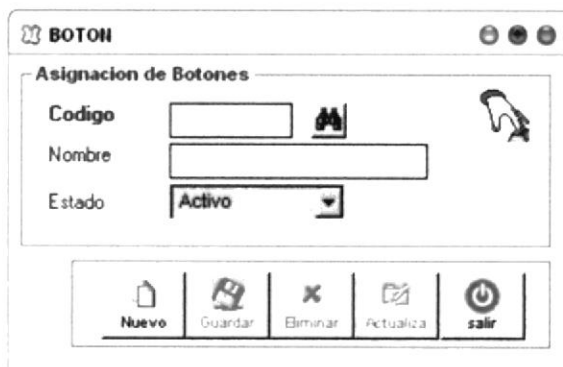 BOTON
Asignacion de Botones
Codigo
Nombre
Estado Activo
Nuevo Guardar Eliminar Actualiza salir